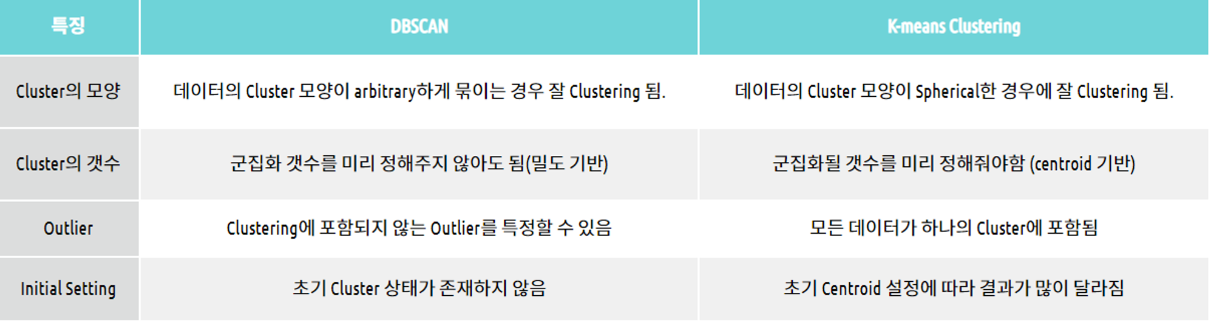 특징 DBSCAN K-means Clustering
Cluster의 모양 데이터의 Cluster 모양이 arbitrary하게 묶이는 경우 잘 Clustering 됨. 데이터의 Cluster 모양이 Spherical한 경우에 잘 Clustering 됨.
Cluster의 갯수 군집화 갯수를 미리 정해주지 않아도 됨(밀도 기반) 군집화될 갯수를 미리 정해줘야함 (centroid 기반)
Outlier Clustering에 포함되지 않는 Outlier를 특정할 수 있음 모든 데이터가 하나의 Cluster에 포함됨
Initial Setting 초기 Cluster 상태가 존재하지 않음 초기 Centroid 설정에 따라 결과가 많이 달라짐